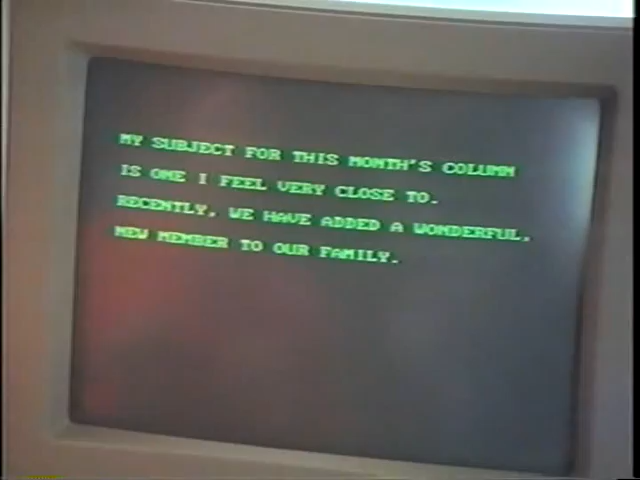 MY SUBJECT FOR THIS MONTH'S COLUMN
IS ONE I FEEL VERY CLOSE TO.
RECENTLY, WE HAVE ADDED A WONDERFUL,
NEW MEMBER TO OUR FAMILY.